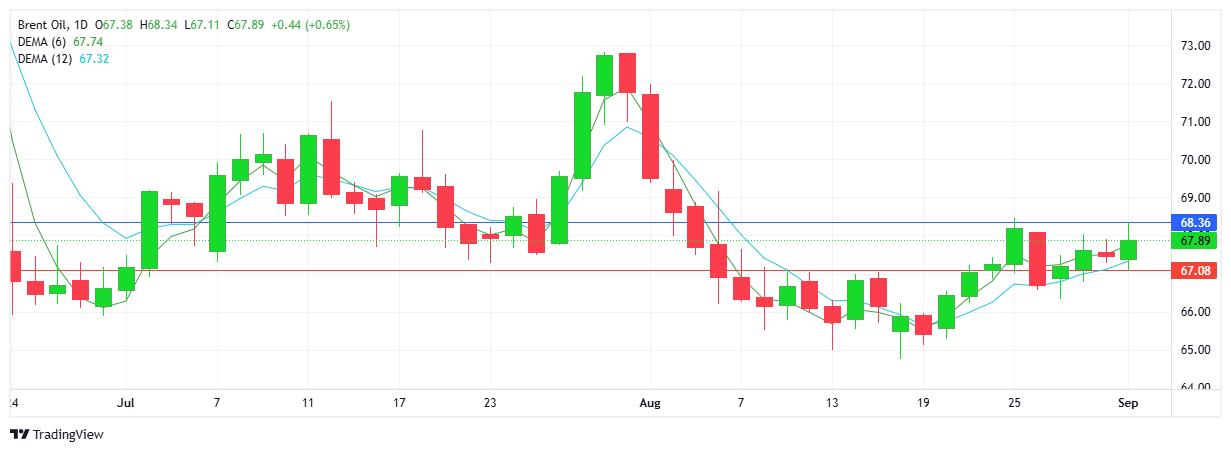 Brent Oil, 1D O67.38 H68.34 L67.11 C67.89 +0.44 (+0.65%)
DEMA (6) 67.74
DEMA (12) 67.32
73.00
72.00
71.00
70.00
69.00
68.36
67.89
67.08
66.00
65.00
64.00
24 Jul 7 11 17 23 Aug 7 13 19 25 Sep
TradingView